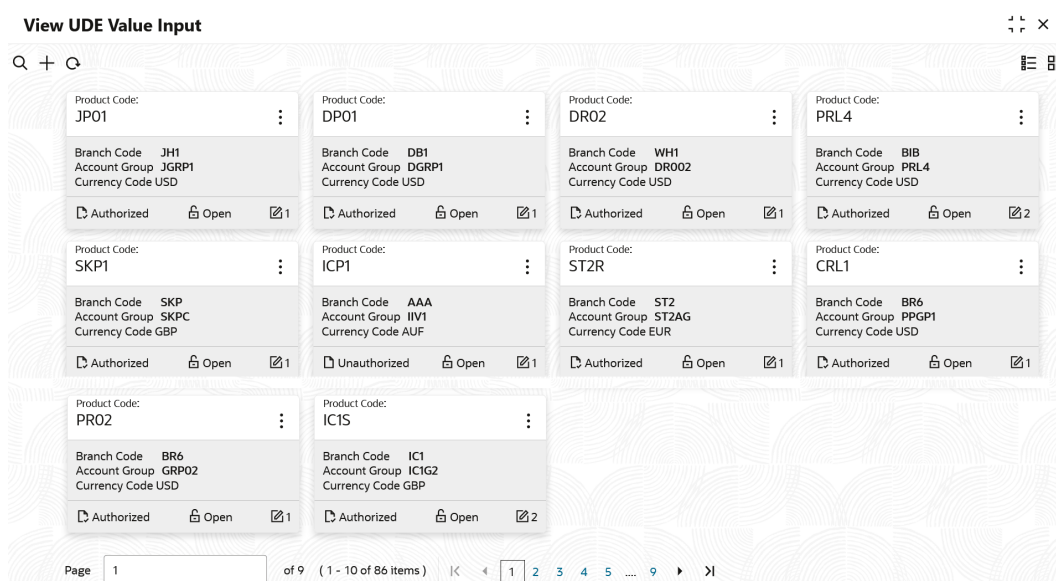 View UDE Value Input
Product Code:
JP01
Branch Code JH1
Account Group JGRP1
Currency Code USD
Authorized Open 1
Product Code:
DP01
Branch Code DB1
Account Group DGRP1
Currency Code USD
Authorized Open 1
Product Code:
DR02
Branch Code WH1
Account Group DR002
Currency Code USD
Authorized Open 1
Product Code:
PRL4
Branch Code BIB
Account Group PRL4
Currency Code USD
Authorized Open 2
Product Code:
SKP1
Branch Code SKP
Account Group SKPC
Currency Code GBP
Authorized Open 1
Product Code:
ICP1
Branch Code AAA
Account Group IIV1
Currency Code AUF
Unauthorized Open 1
Product Code:
ST2R
Branch Code ST2
Account Group ST2AG
Currency Code EUR
Authorized Open 1
Product Code:
CRL1
Branch Code BR6
Account Group PPGP1
Currency Code USD
Authorized Open 1
Product Code:
PR02
Branch Code BR6
Account Group GRP02
Currency Code USD
Authorized Open 1
Product Code:
IC1S
Branch Code IC1
Account Group IC1G2
Currency Code GBP
Authorized Open 2
Page 1 of 9 ( 1 - 10 of 86 items ) 1 2 3 4 5 .... 9